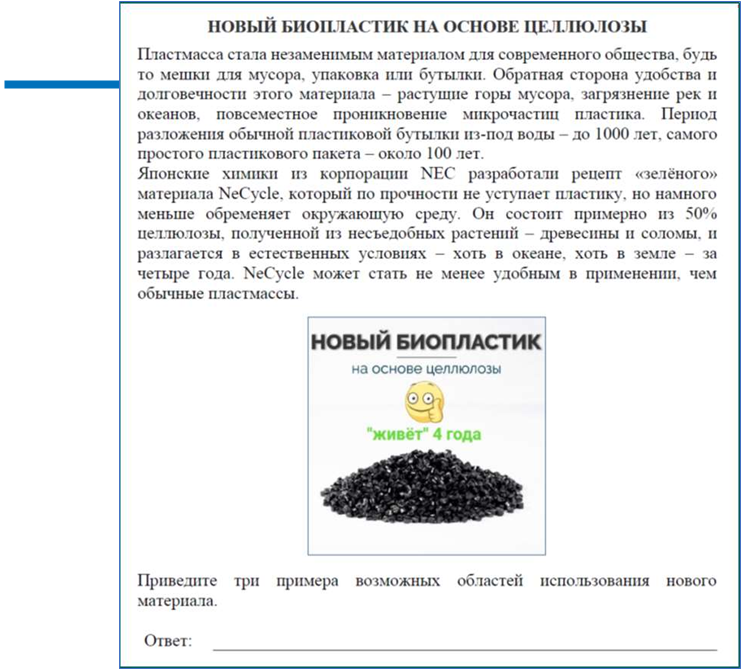 НОВЫЙ БИОПЛАСТИК НА ОСНОВЕ ЦЕЛЛЮЛОЗЫ
Пластмасса стала незаменимым материалом для современного общества, будь
то мешки для мусора, упаковка или бутылки. Обратная сторона удобства и
долговечности этого материала – растущие горы мусора, загрязнение рек и
океанов, повсеместное проникновение микрочастиц пластика. Период
разложения обычной пластиковой бутылки из-под воды – до 1000 лет, самого
простого пластикового пакета – около 100 лет.
Японские химики из корпорации NEC разработали рецепт «зелёного»
материала NeCycle, который по прочности не уступает пластику, но намного
меньше обременяет окружающую среду. Он состоит примерно из 50%
целлюлозы, полученной из несъедобных растений – древесины и соломы, и
разлагается в естественных условиях – хоть в океане, хоть в земле – за
четыре года. NeCycle может стать не менее удобным в применении, чем
обычные пластмассы.
НОВЫЙ БИОПЛАСТИК
на основе целлюлозы
"живёт" 4 года
Приведите три примера возможных областей использования нового
материала.
Ответ: